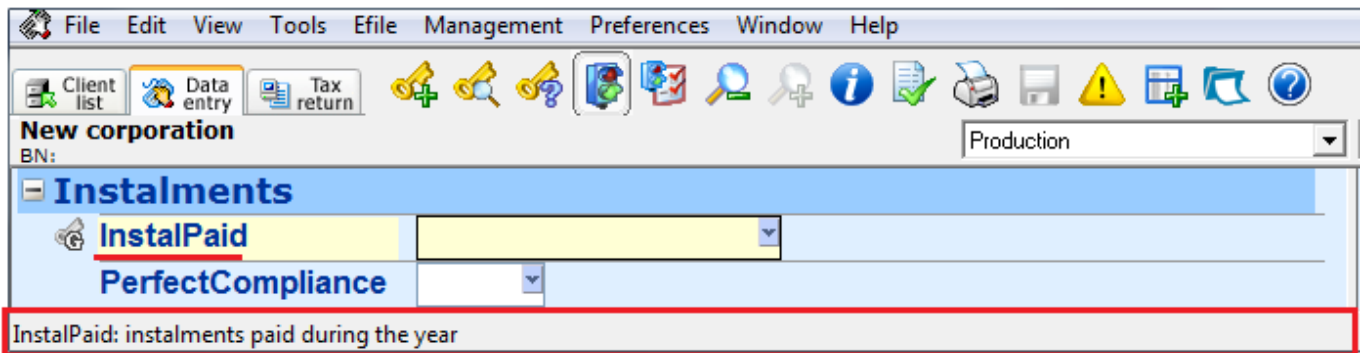 File Edit View Tools Efile Management Preferences Window Help
Client list Data entry Tax return
New corporation
BN:
Production
Instalments
InstalPaid
PerfectCompliance
InstalPaid: instalments paid during the year